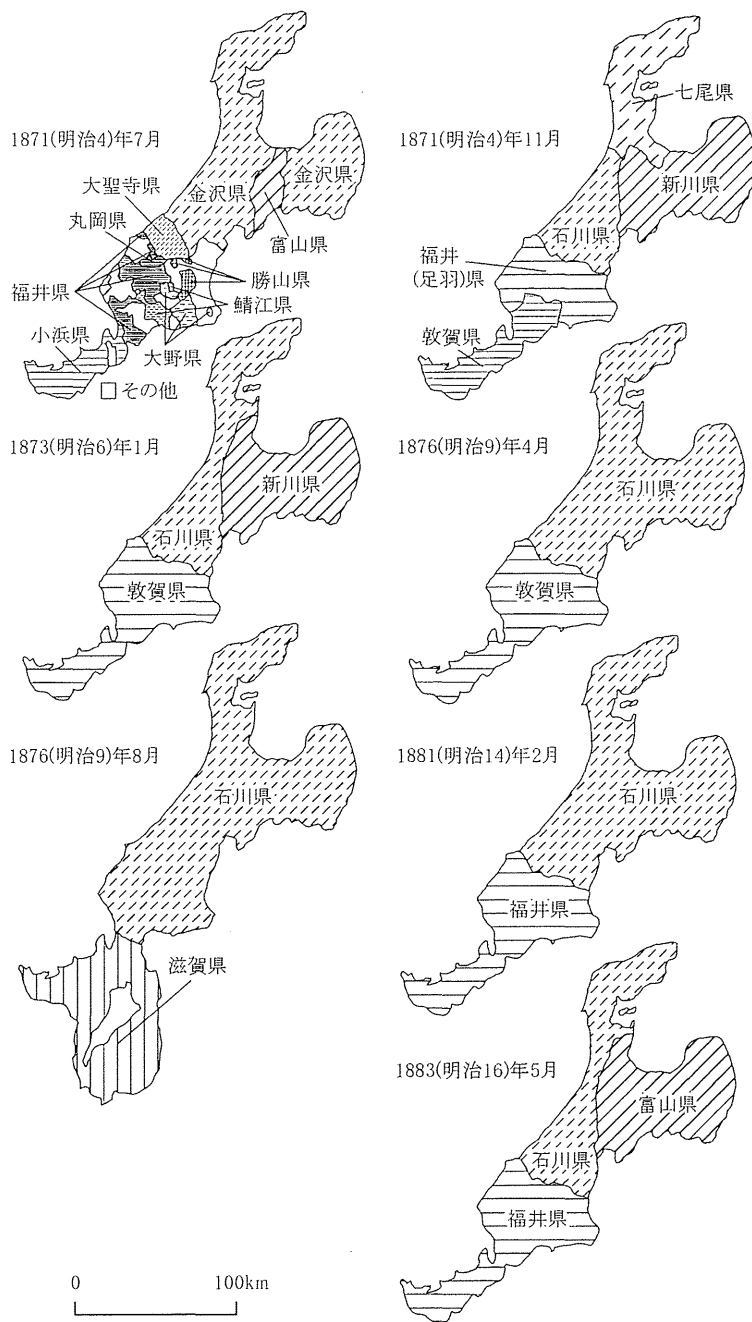 1871(明治4)年7月
大聖寺県
丸岡県
福井県
小浜県
金沢県
金沢県
富山県
勝山県
鯖江県
大野県
□その他
1871(明治4)年11月
七尾県
新川県
石川県
福井
(足羽)県
敦賀県
1873(明治6)年1月
新川県
石川県
敦賀県
1876(明治9)年4月
石川県
敦賀県
1876(明治9)年8月
石川県
滋賀県
1881(明治14)年2月
石川県
福井県
1883(明治16)年5月
富山県
石川県
福井県
0 100km